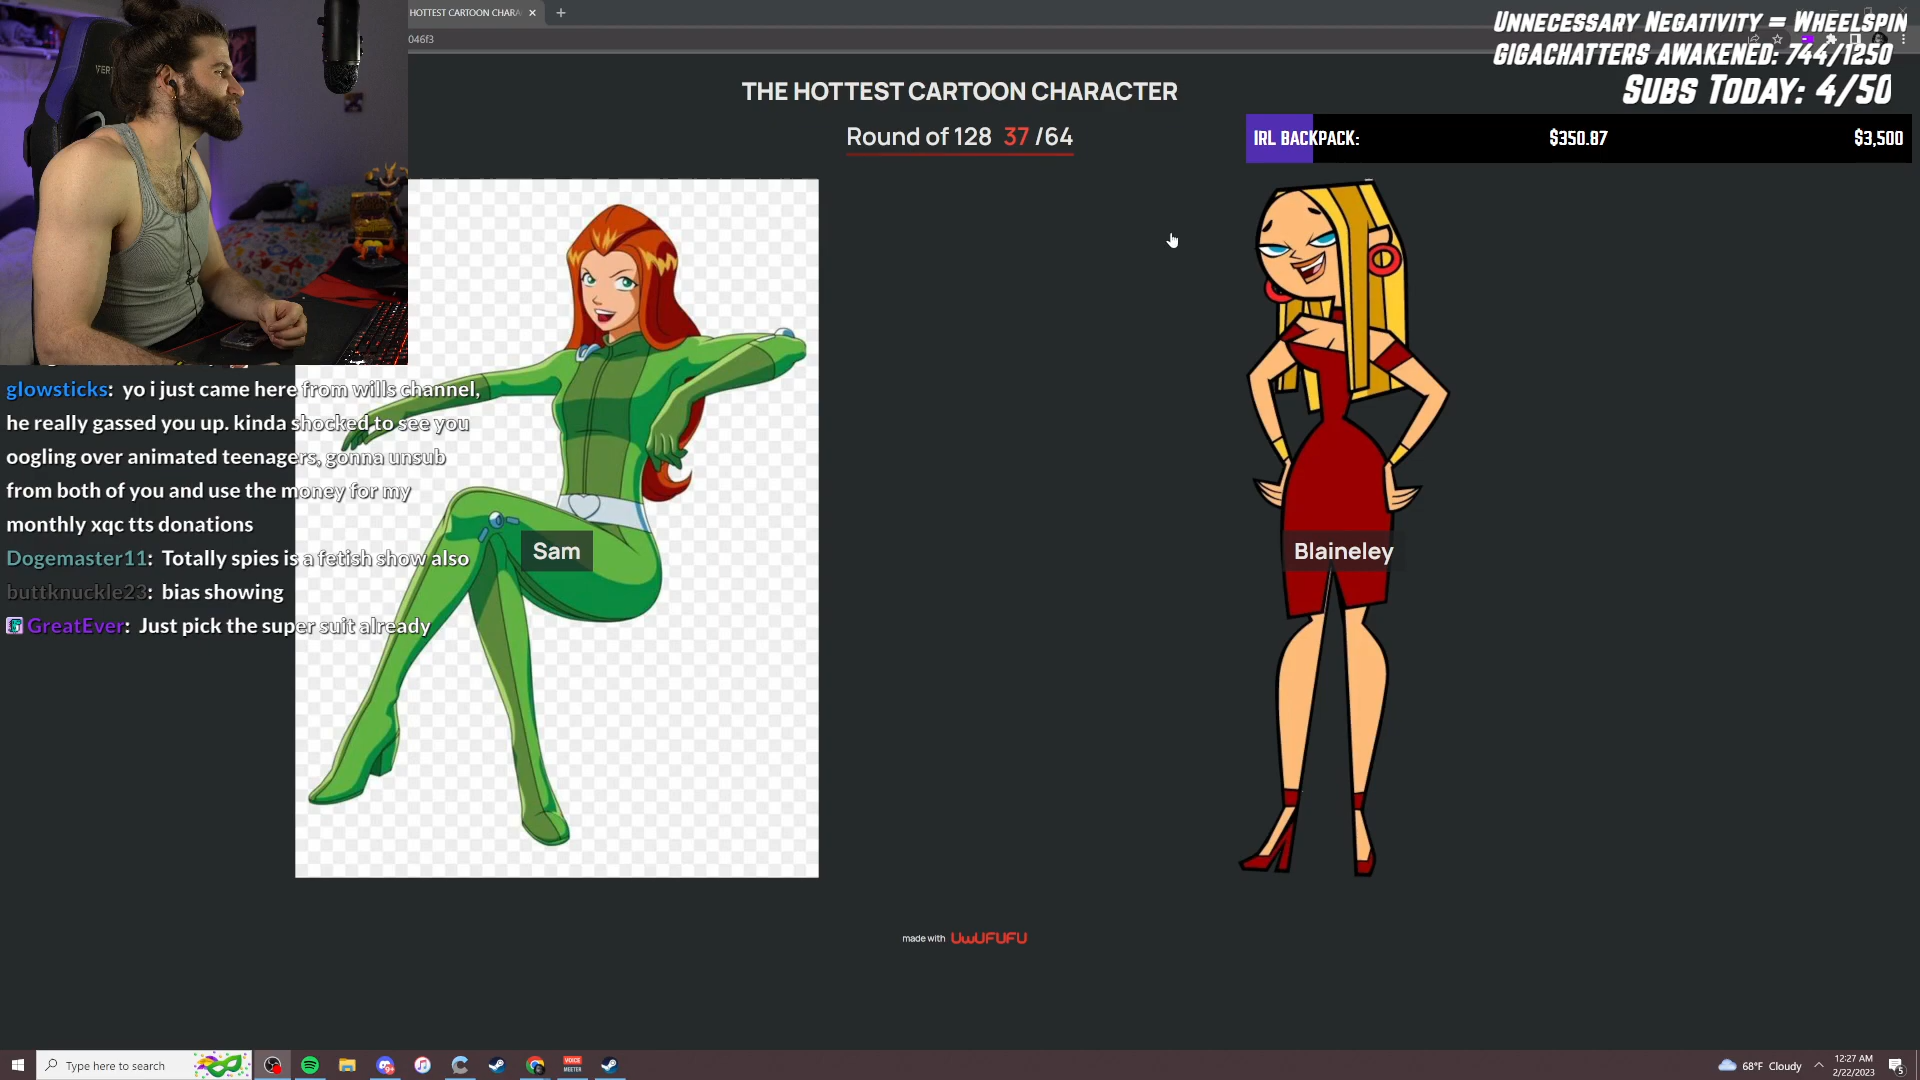 HOTTEST CARTOON CHARA
046f3
UNNECESSARY NEGATIVITY = WHEELSPIN
GIGACHATTERS AWAKENED: 744/1250
SUBS TODAY: 4/50
IRL BACKPACK: $350.87 $3,500
THE HOTTEST CARTOON CHARACTER
Round of 128 37 /64
glowsticks: yo i just came here from wills channel,
he really gassed you up. kinda shocked to see you
oogling over animated teenagers, gonna unsub
from both of you and use the money for my
monthly xqc tts donations
Dogemaster11: Totally spies is a fetish show also
buttknuckle23: bias showing
GreatEver: Just pick the super suit already
Sam
Blaineley
made with UwUFUFU
Type here to search
VOICE
MEETER
68°F Cloudy
12:27 AM
2/22/2023
5